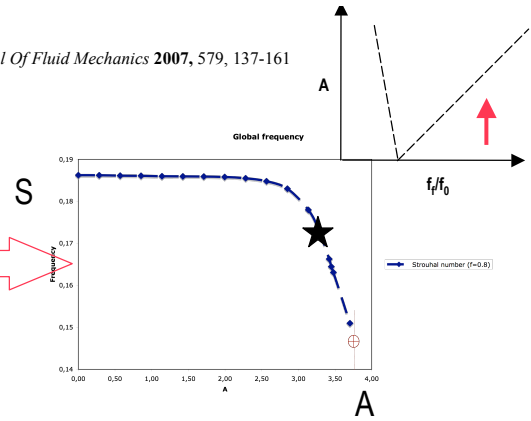 l Of Fluid Mechanics 2007, 579, 137-161
A
f_f/f_0
Global frequency
S
Frequency
0,19
0,18
0,17
0,16
0,15
0,14
0,00 0,50 1,00 1,50 2,00 2,50 3,00 3,50 4,00
A
Strouhal number (f=0.8)
A